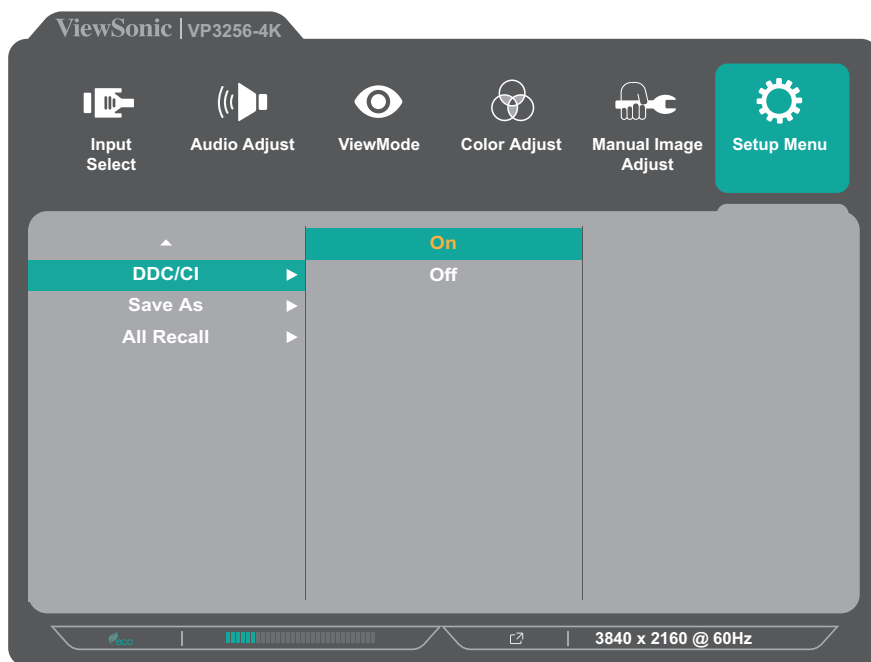 ViewSonic | VP3256-4K
Input Select
Audio Adjust
ViewMode
Color Adjust
Manual Image Adjust
Setup Menu
On
DDC/CI
Off
Save As
All Recall
eco
3840 x 2160 @ 60Hz